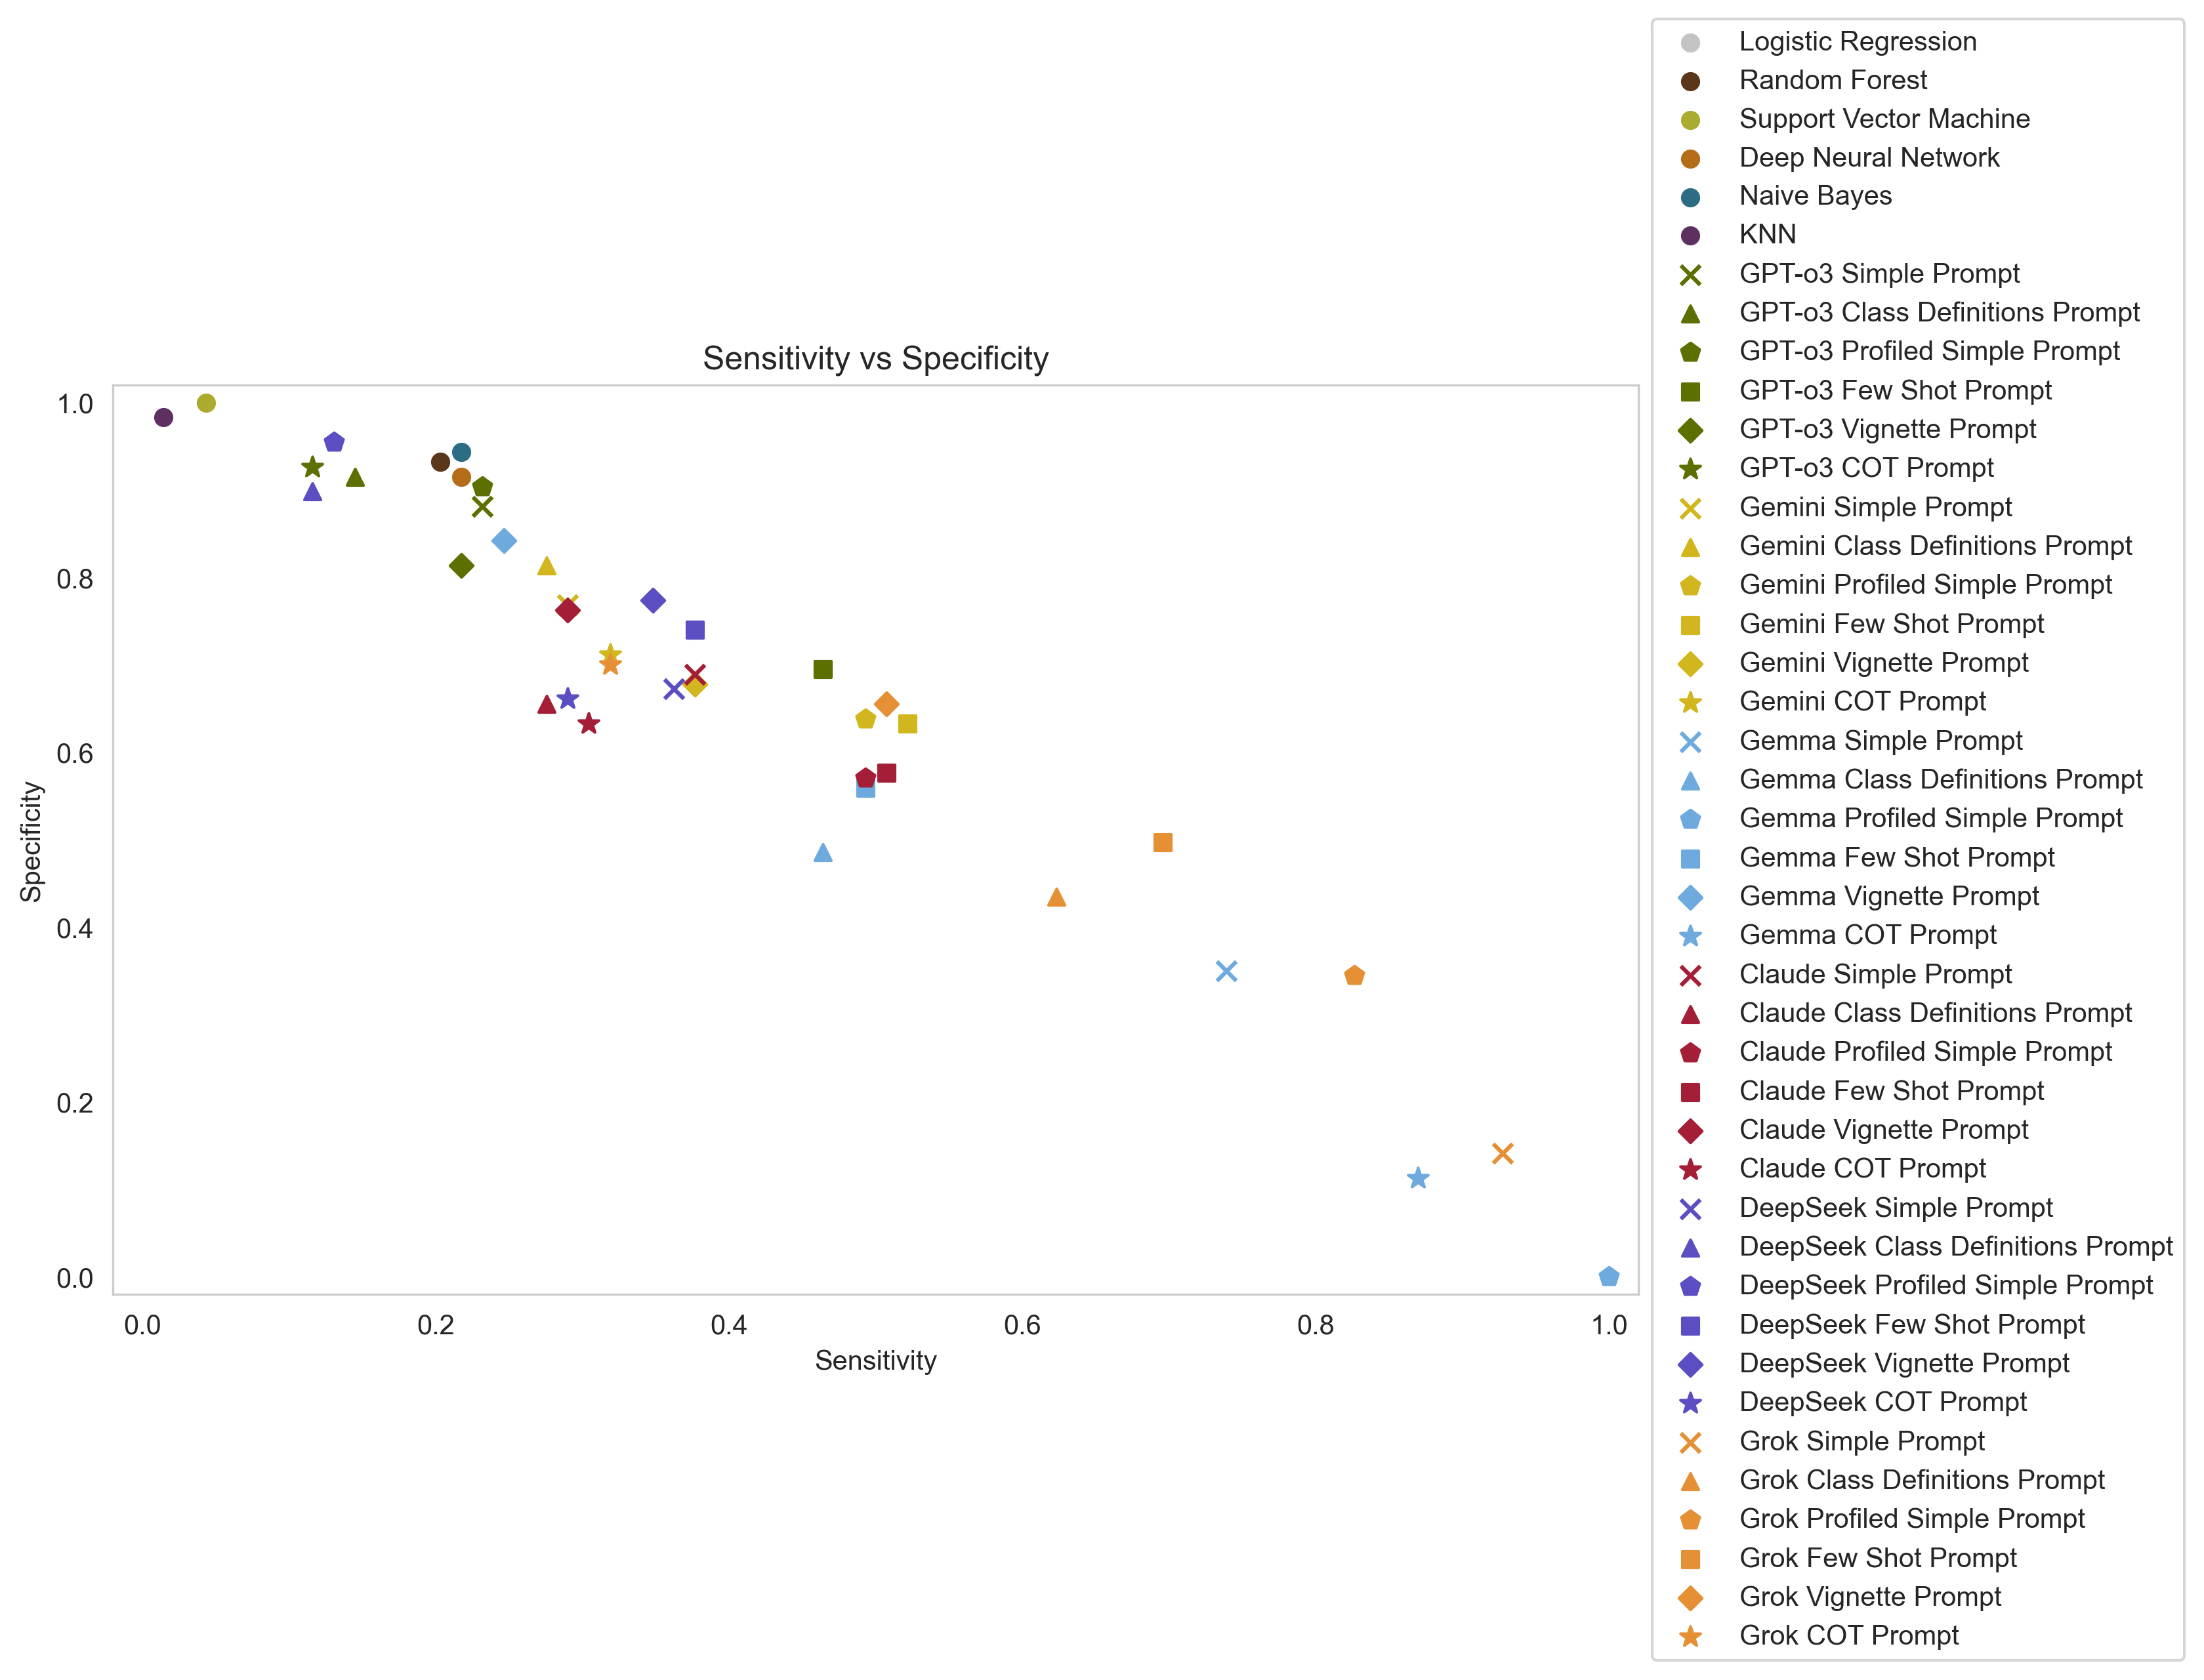 Sensitivity vs Specificity
Specificity
1.0
0.8
0.6
0.4
0.2
0.0
0.0 0.2 0.4 0.6 0.8 1.0
Sensitivity
Logistic Regression
Random Forest
Support Vector Machine
Deep Neural Network
Naive Bayes
KNN
GPT-o3 Simple Prompt
GPT-o3 Class Definitions Prompt
GPT-o3 Profiled Simple Prompt
GPT-o3 Few Shot Prompt
GPT-o3 Vignette Prompt
GPT-o3 COT Prompt
Gemini Simple Prompt
Gemini Class Definitions Prompt
Gemini Profiled Simple Prompt
Gemini Few Shot Prompt
Gemini Vignette Prompt
Gemini COT Prompt
Gemma Simple Prompt
Gemma Class Definitions Prompt
Gemma Profiled Simple Prompt
Gemma Few Shot Prompt
Gemma Vignette Prompt
Gemma COT Prompt
Claude Simple Prompt
Claude Class Definitions Prompt
Claude Profiled Simple Prompt
Claude Few Shot Prompt
Claude Vignette Prompt
Claude COT Prompt
DeepSeek Simple Prompt
DeepSeek Class Definitions Prompt
DeepSeek Profiled Simple Prompt
DeepSeek Few Shot Prompt
DeepSeek Vignette Prompt
DeepSeek COT Prompt
Grok Simple Prompt
Grok Class Definitions Prompt
Grok Profiled Simple Prompt
Grok Few Shot Prompt
Grok Vignette Prompt
Grok COT Prompt